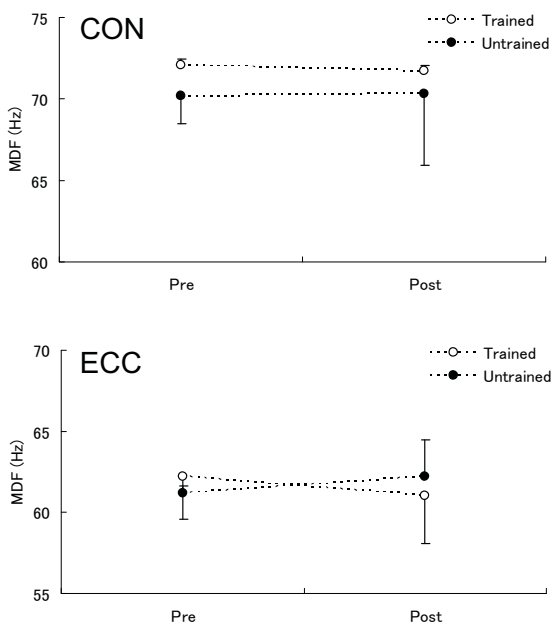 CON
75
70
65
60
MDF (Hz)
Pre
Post
Trained
Untrained
ECC
70
65
60
55
MDF (Hz)
Pre
Post
Trained
Untrained